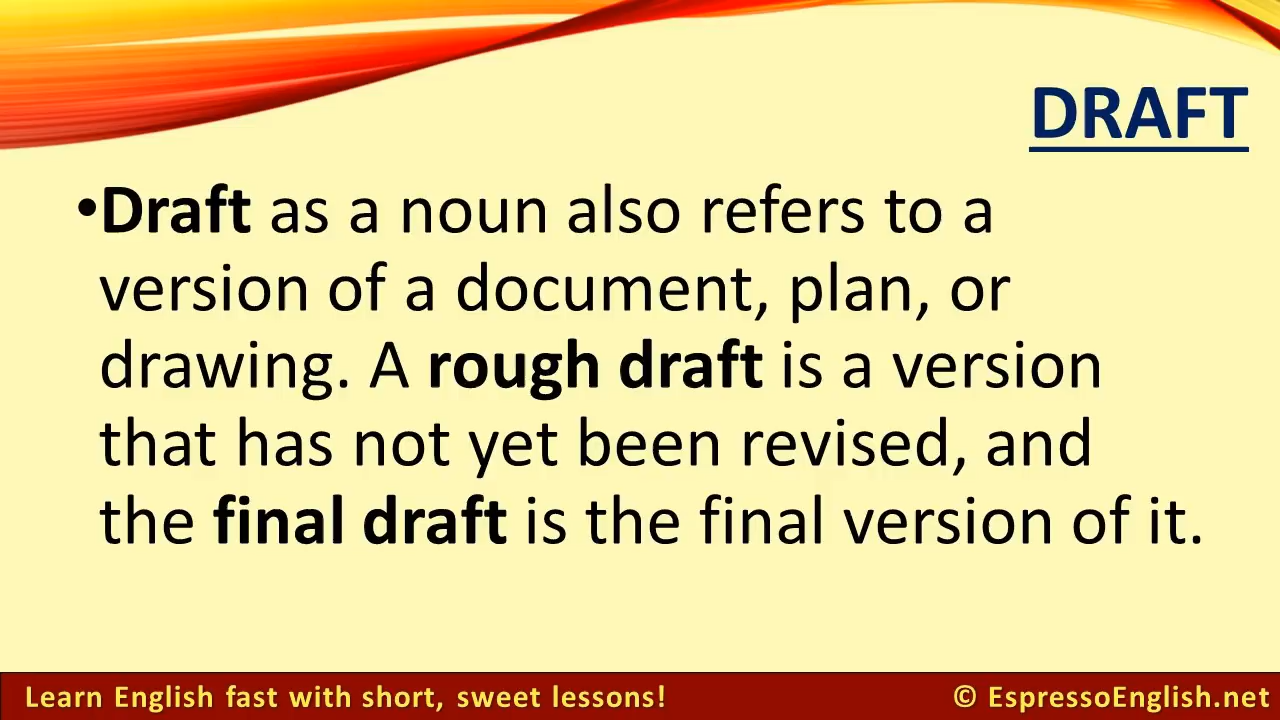 DRAFT
•Draft as a noun also refers to a
version of a document, plan, or
drawing. A rough draft is a version
that has not yet been revised, and
the final draft is the final version of it.
Learn English fast with short, sweet lessons!
© EspressoEnglish.net